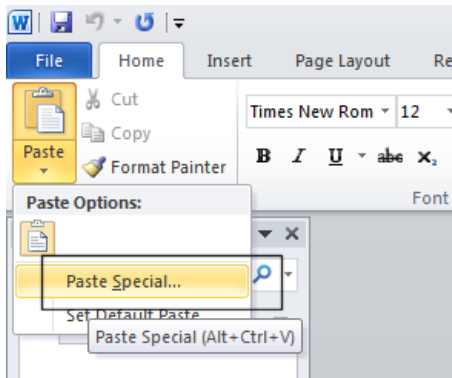 W
File Home Insert Page Layout Re
Cut
Times New Rom 12
Copy
Paste
Format Painter
B I U abc x₂
Font
Paste Options:
Paste Special...
Set Default Paste
Paste Special (Alt+Ctrl+V)